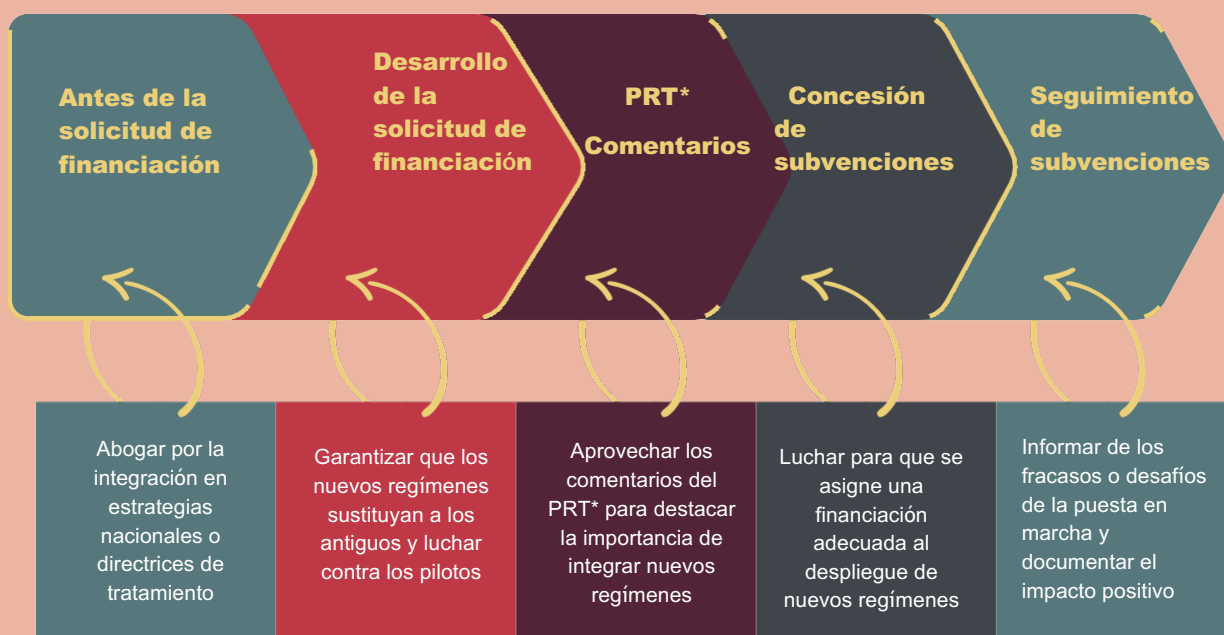 Antes de la
solicitud de
financiación
Desarrollo
de la
solicitud de
financiación
PRT*
Comentarios
Concesión
de
subvenciones
Seguimiento
de
subvenciones
Abogar por la
integración en
estrategias
nacionales o
directrices de
tratamiento
Garantizar que los
nuevos regímenes
sustituyan a los
antiguos y luchar
contra los pilotos
Aprovechar los
comentarios del
PRT* para destacar
la importancia de
integrar nuevos
regímenes
Luchar para que se
asigne una
financiación
adecuada al
despliegue de
nuevos regímenes
Informar de los
fracasos o desafíos
de la puesta en
marcha y
documentar el
impacto positivo